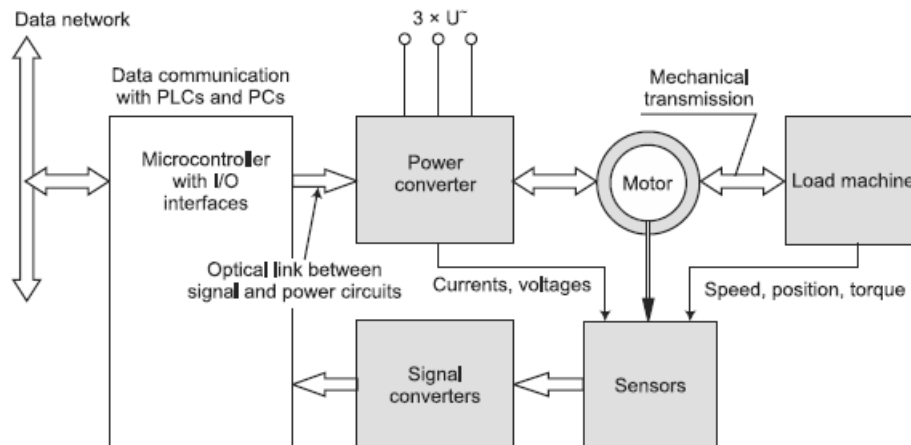 Data network
3 × U~
Data communication
with PLCs and PCs
Mechanical
transmission
Microcontroller
with I/O
interfaces
Power
converter
Motor
Load machine
Optical link between
signal and power circuits
Currents, voltages
Speed, position, torque
Signal
converters
Sensors